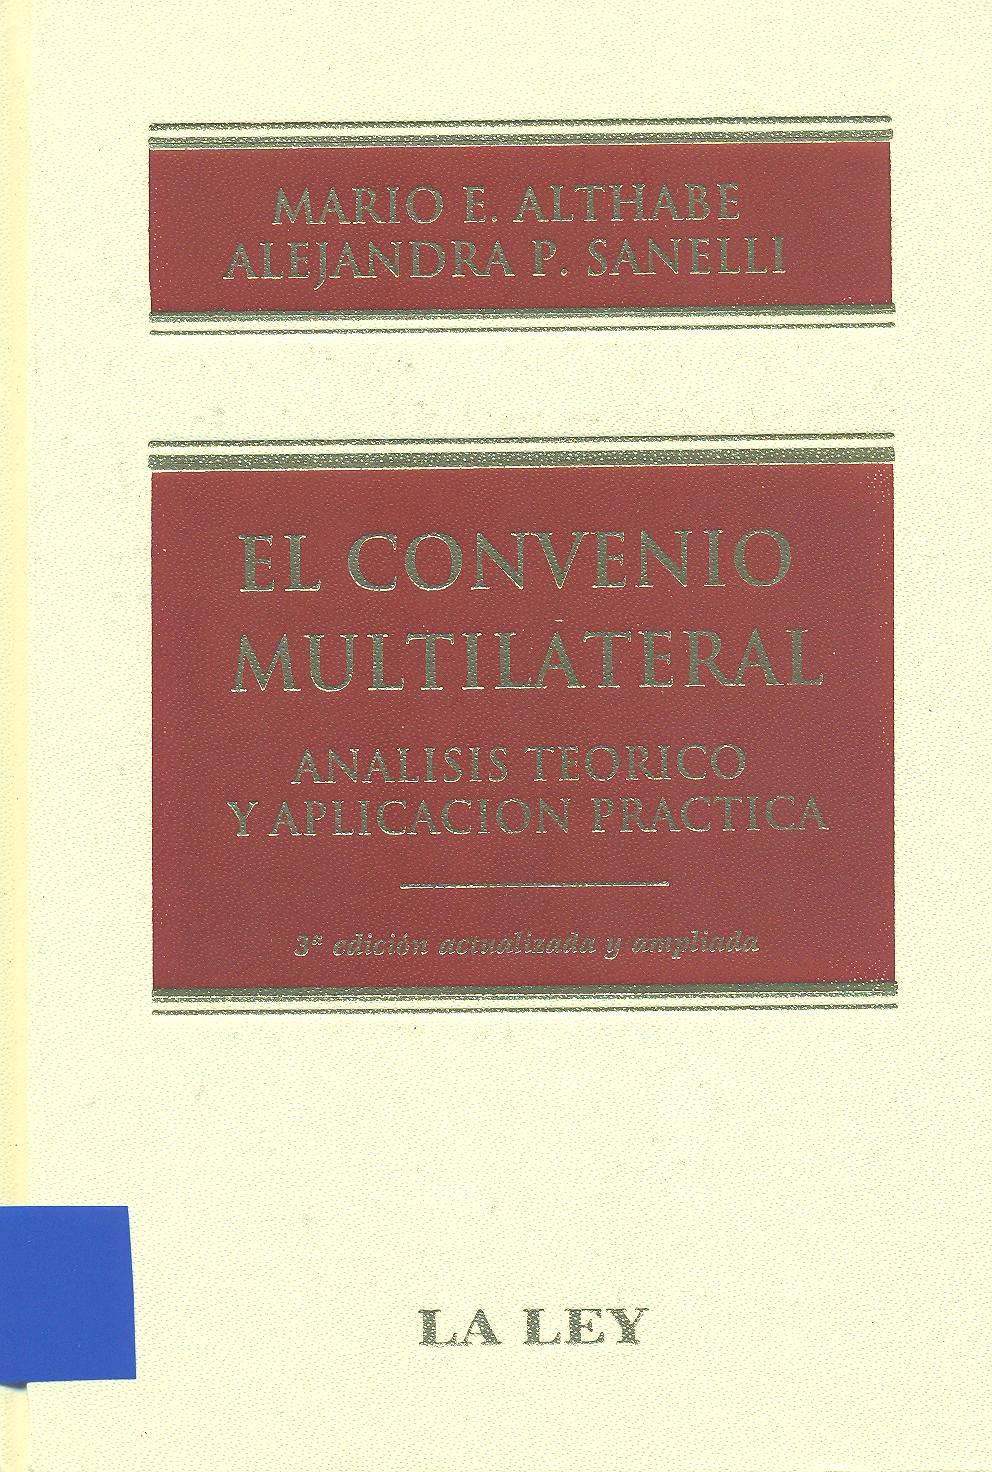 MARIO E. ALTHABE
ALEJANDRA P. SANELLI
EL CONVENIO
MULTILATERAL
ANALISIS TEORICO
Y APLICACION PRACTICA
3ª edición actualizada y ampliada
LA LEY